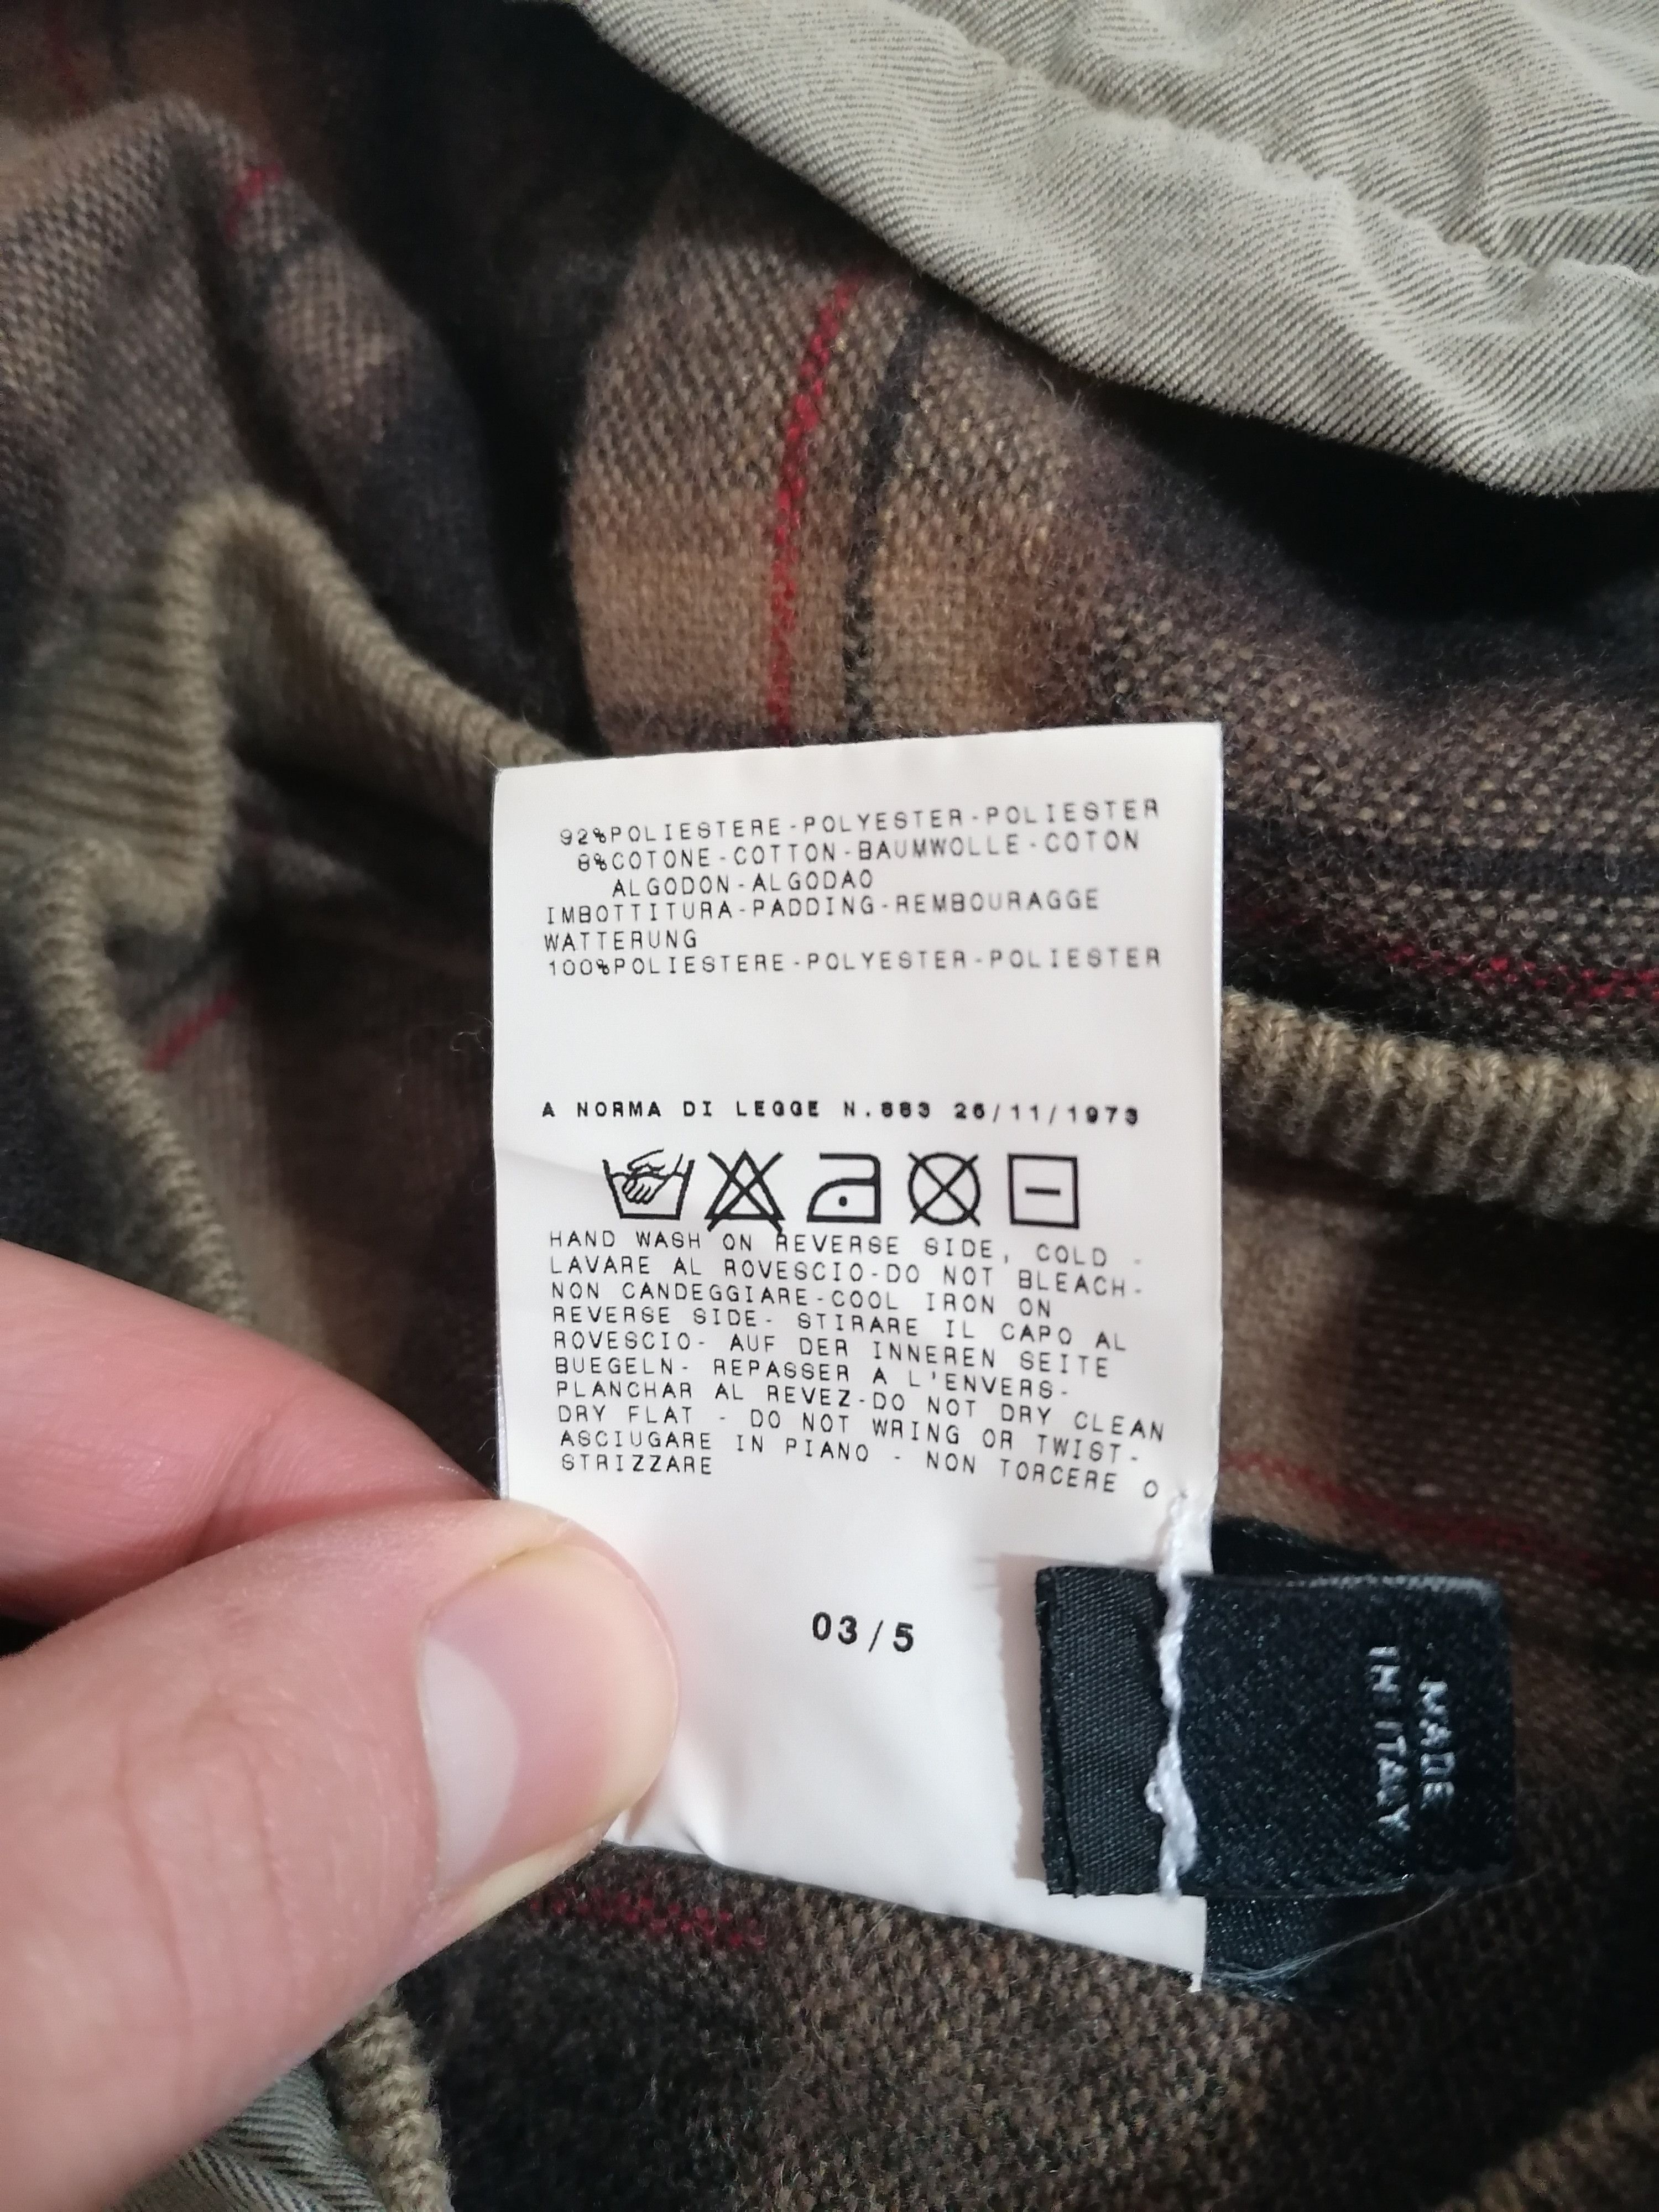 92%POLIESTERE-POLYESTER-POLIESTER
8%COTONE-COTTON-BAUMWOLLE-COTON
ALGODON-ALGODAO
IMBOTTITURA-PADDING-REMBOURAGGE
WATTERUNG
100%POLIESTERE-POLYESTER-POLIESTER
A NORMA DI LEGGE N.883 26/11/1973
HAND WASH ON REVERSE SIDE, COLD -
LAVARE AL ROVESCIO-DO NOT BLEACH-
NON CANDEGGIARE-COOL IRON ON
REVERSE SIDE- STIRARE IL CAPO AL
ROVESCIO- AUF DER INNEREN SEITE
BUEGELN- REPASSER A L'ENVERS-
PLANCHAR AL REVEZ-DO NOT DRY CLEAN
DRY FLAT - DO NOT WRING OR TWIST-
ASCIUGARE IN PIANO - NON TORCERE O
STRIZZARE
03/5
MADE
IN ITALY